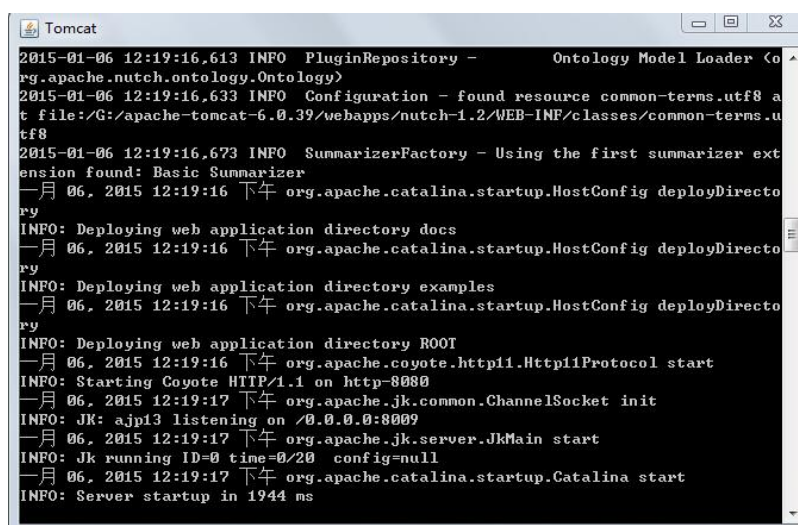 Tomcat
2015-01-06 12:19:16,613 INFO  PluginRepository -         Ontology Model Loader (o
rg.apache.nutch.ontology.Ontology)
2015-01-06 12:19:16,633 INFO  Configuration - found resource common-terms.utf8 a
t file:/G:/apache-tomcat-6.0.39/webapps/nutch-1.2/WEB-INF/classes/common-terms.u
tf8
2015-01-06 12:19:16,673 INFO  SummarizerFactory - Using the first summarizer ext
ension found: Basic Summarizer
一月 06, 2015 12:19:16 下午 org.apache.catalina.startup.HostConfig deployDirecto
ry
INFO: Deploying web application directory docs
一月 06, 2015 12:19:16 下午 org.apache.catalina.startup.HostConfig deployDirecto
ry
INFO: Deploying web application directory examples
一月 06, 2015 12:19:16 下午 org.apache.catalina.startup.HostConfig deployDirecto
ry
INFO: Deploying web application directory ROOT
一月 06, 2015 12:19:16 下午 org.apache.coyote.http11.Http11Protocol start
INFO: Starting Coyote HTTP/1.1 on http-8080
一月 06, 2015 12:19:17 下午 org.apache.jk.common.ChannelSocket init
INFO: JK: ajp13 listening on /0.0.0.0:8009
一月 06, 2015 12:19:17 下午 org.apache.jk.server.JkMain start
INFO: Jk running ID=0 time=0/20  config=null
一月 06, 2015 12:19:17 下午 org.apache.catalina.startup.Catalina start
INFO: Server startup in 1944 ms